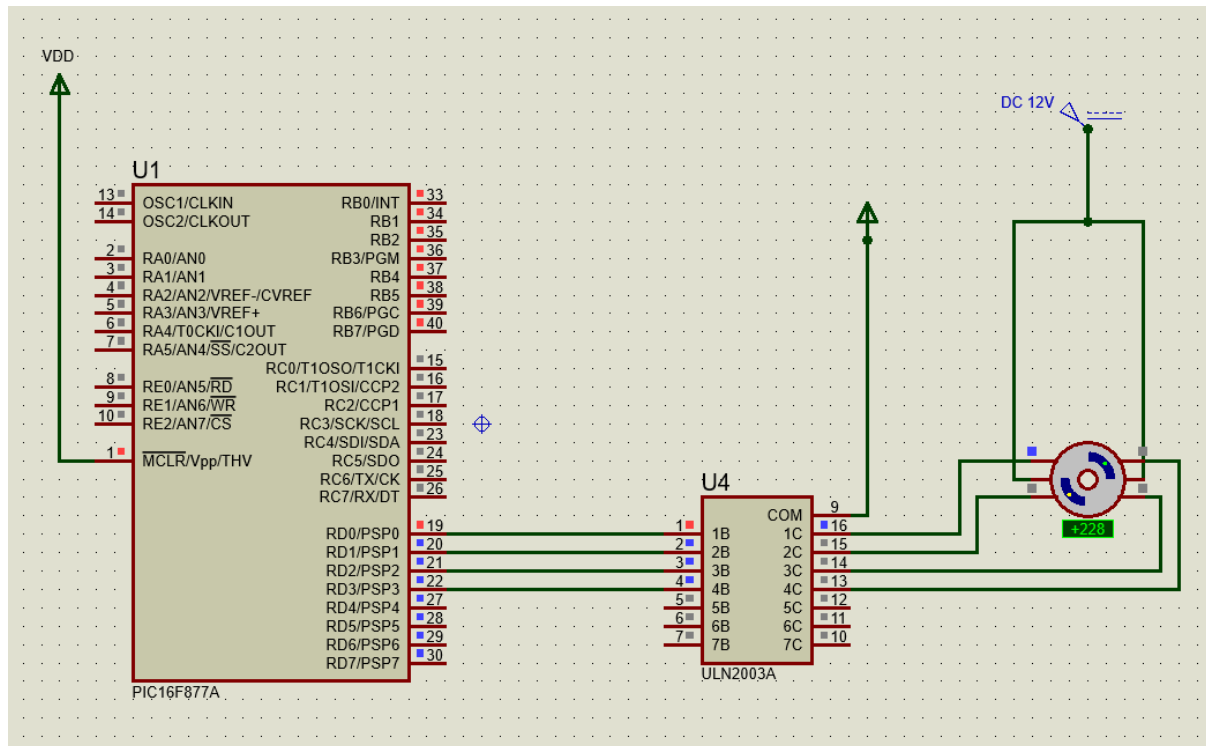 VDD
DC 12V
U1
13 OSC1/CLKIN RB0/INT 33
14 OSC2/CLKOUT RB1 34
RB2 35
2 RA0/AN0 RB3/PGM 36
3 RA1/AN1 RB4 37
4 RA2/AN2/VREF-/CVREF RB5 38
5 RA3/AN3/VREF+ RB6/PGC 39
6 RA4/T0CKI/C1OUT RB7/PGD 40
7 RA5/AN4/SS/C2OUT
RC0/T1OSO/T1CKI 15
8 RE0/AN5/RD RC1/T1OSI/CCP2 16
9 RE1/AN6/WR RC2/CCP1 17
10 RE2/AN7/CS RC3/SCK/SCL 18
RC4/SDI/SDA 23
1 MCLR/Vpp/THV RC5/SDO 24
RC6/TX/CK 25
RC7/RX/DT 26
RD0/PSP0 19
RD1/PSP1 20
RD2/PSP2 21
RD3/PSP3 22
RD4/PSP4 27
RD5/PSP5 28
RD6/PSP6 29
RD7/PSP7 30
PIC16F877A
U4
COM 9
1 1B 1C 16
2 2B 2C 15
3 3B 3C 14
4 4B 4C 13
5 5B 5C 12
6 6B 6C 11
7 7B 7C 10
ULN2003A
+228